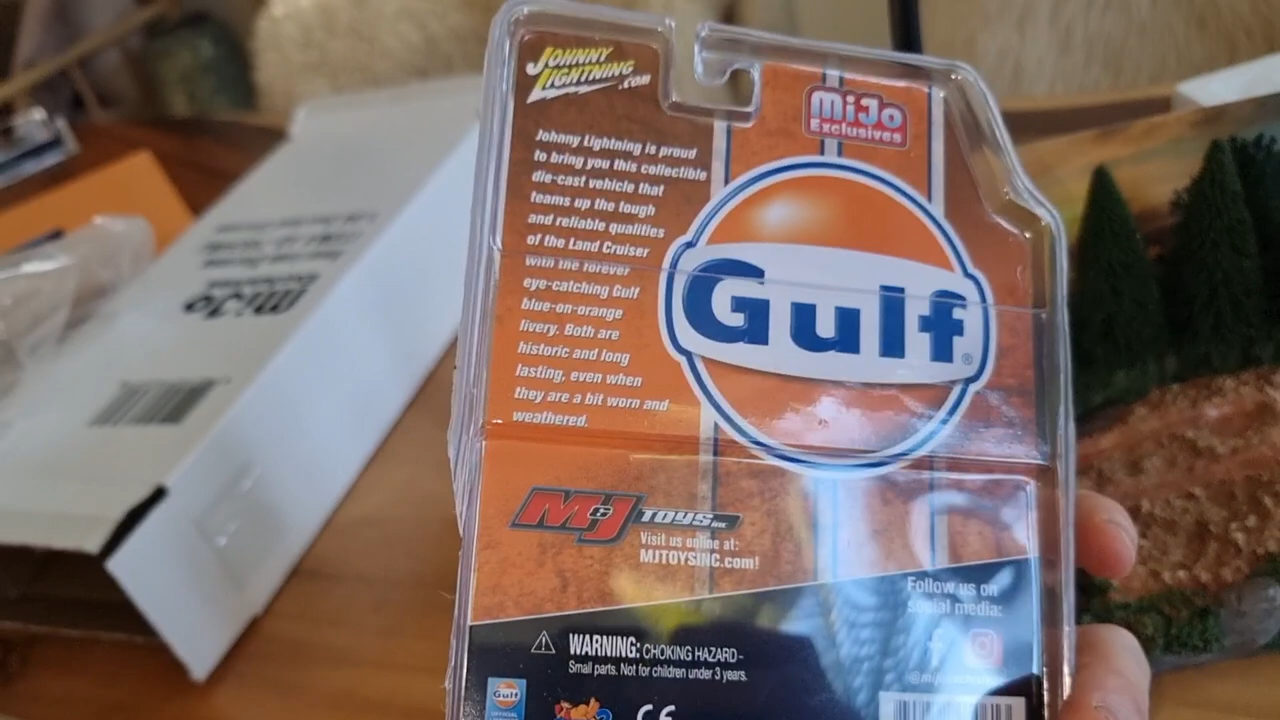 JOHNNY
LIGHTNING
.com
MiJo
Exclusives
Johnny Lightning is proud
to bring you this collectible
die-cast vehicle that
teams up the tough
and reliable qualities
of the Land Cruiser
with the forever
eye-catching Gulf
blue-on-orange
livery. Both are
historic and long
lasting, even when
they are a bit worn and
weathered.
Gulf®
M&J TOYS inc
Visit us online at:
MJTOYSINC.com!
Follow us on
social media:
WARNING: CHOKING HAZARD–
Small parts. Not for children under 3 years.
Gulf
OFFICIAL
CE
MiJo